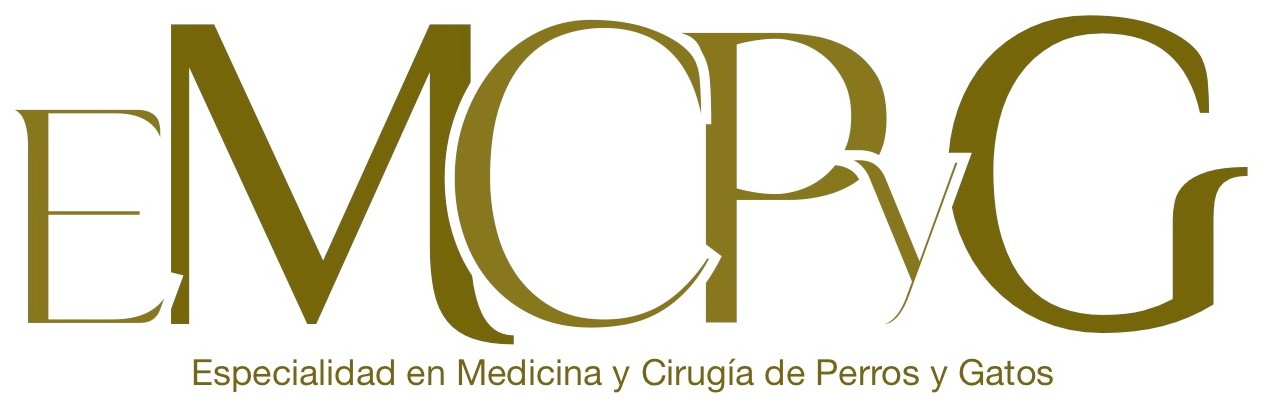 EMCPyG
Especialidad en Medicina y Cirugía de Perros y Gatos